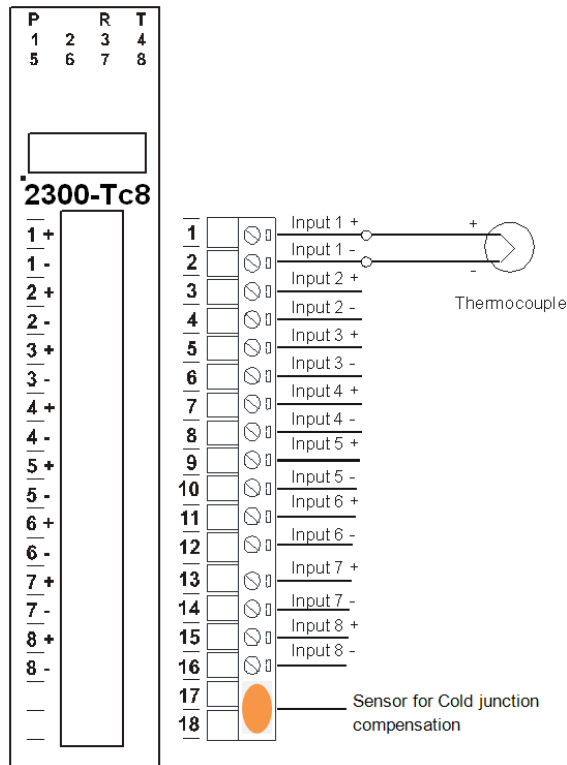 P R T
1 2 3 4
5 6 7 8
2300-Tc8
1 +
1 -
2 +
2 -
3 +
3 -
4 +
4 -
5 +
5 -
6 +
6 -
7 +
7 -
8 +
8 -
1 Input 1 + +
2 Input 1 - -
3 Input 2 +
Thermocouple
4 Input 2 -
5 Input 3 +
6 Input 3 -
7 Input 4 +
8 Input 4 -
9 Input 5 +
10 Input 5 -
11 Input 6 +
12 Input 6 -
13 Input 7 +
14 Input 7 -
15 Input 8 +
16 Input 8 -
17
18
Sensor for Cold junction
compensation